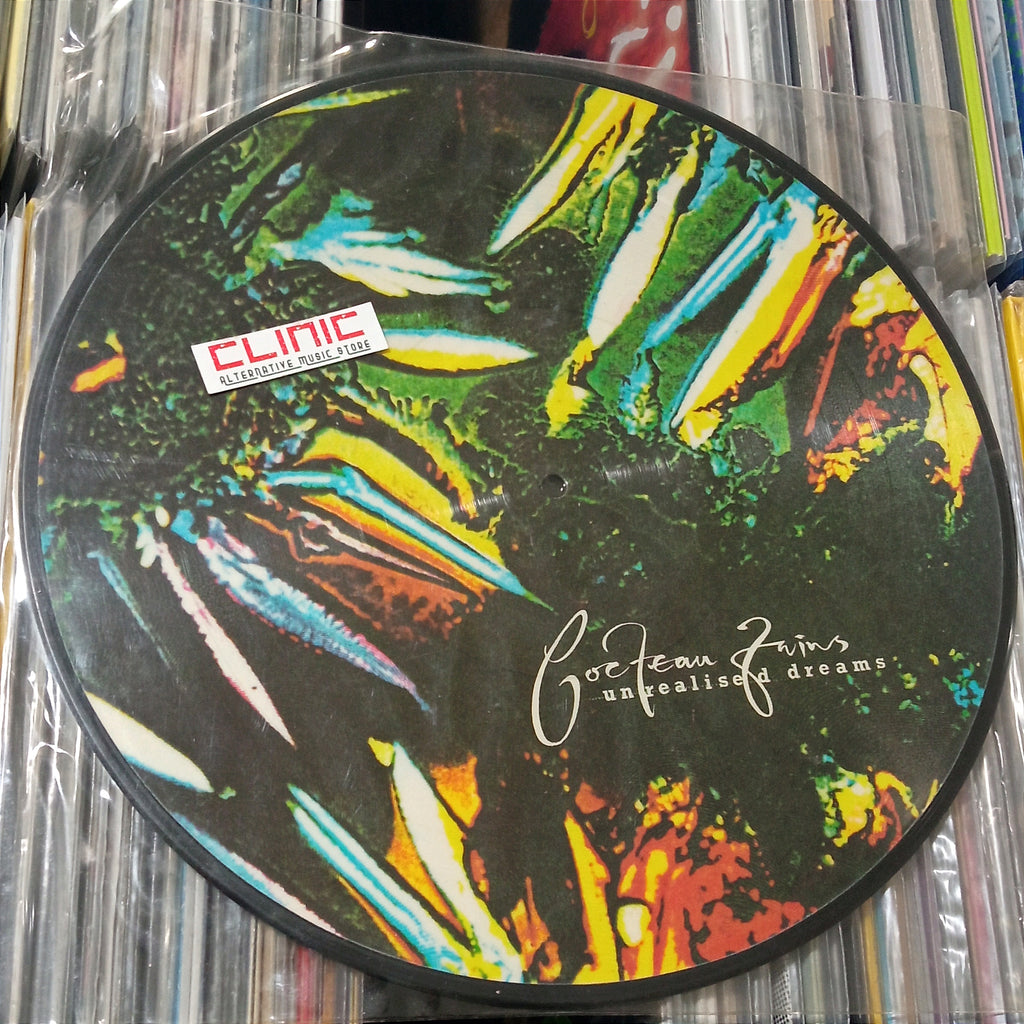 CLINIC
ALTERNATIVE MUSIC STORE
Cocteau Twins
unrealised dreams